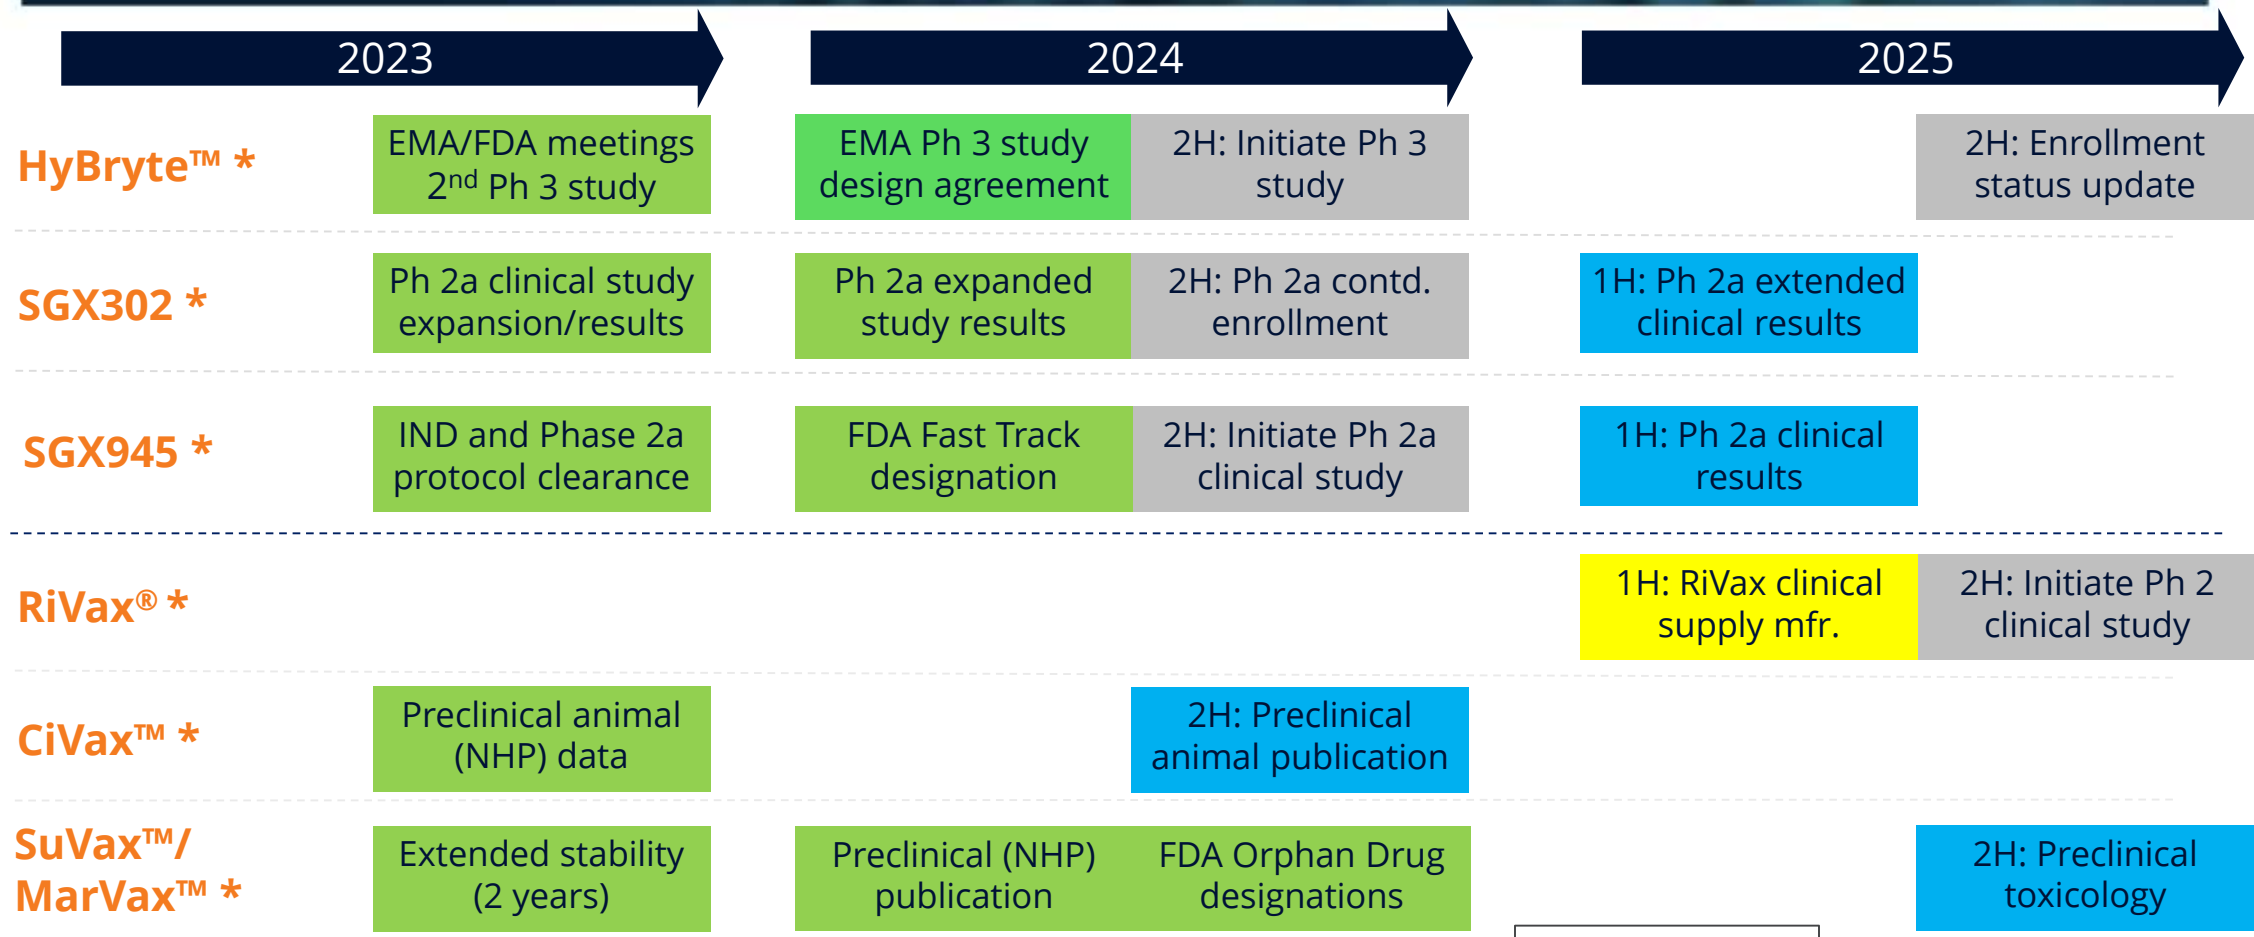 2023
2024
2025
HyBryte™ *
EMA/FDA meetings
2nd Ph 3 study
EMA Ph 3 study
design agreement
2H: Initiate Ph 3
study
2H: Enrollment
status update
SGX302 *
Ph 2a clinical study
expansion/results
Ph 2a expanded
study results
2H: Ph 2a contd.
enrollment
1H: Ph 2a extended
clinical results
SGX945 *
IND and Phase 2a
protocol clearance
FDA Fast Track
designation
2H: Initiate Ph 2a
clinical study
1H: Ph 2a clinical
results
RiVax® *
1H: RiVax clinical
supply mfr.
2H: Initiate Ph 2
clinical study
CiVax™ *
Preclinical animal
(NHP) data
2H: Preclinical
animal publication
SuVax™/
MarVax™ *
Extended stability
(2 years)
Preclinical (NHP)
publication
FDA Orphan Drug
designations
2H: Preclinical
toxicology